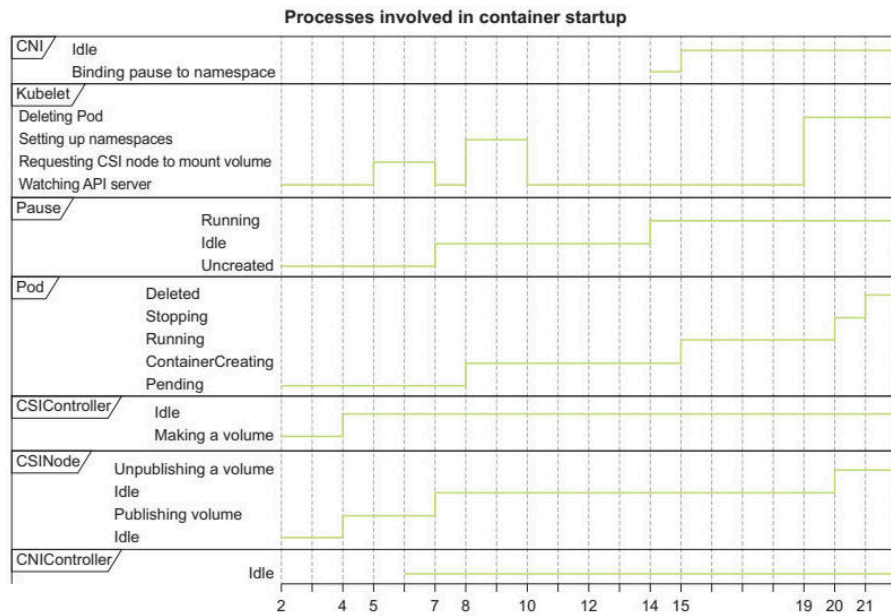 Processes involved in container startup
CNI
Idle
Binding pause to namespace
Kubelet
Deleting Pod
Setting up namespaces
Requesting CSI node to mount volume
Watching API server
Pause
Running
Idle
Uncreated
Pod
Deleted
Stopping
Running
ContainerCreating
Pending
CSIController
Idle
Making a volume
CSINode
Unpublishing a volume
Idle
Publishing volume
Idle
CNIController
Idle
2 4 5 7 8 10 12 14 15 19 20 21